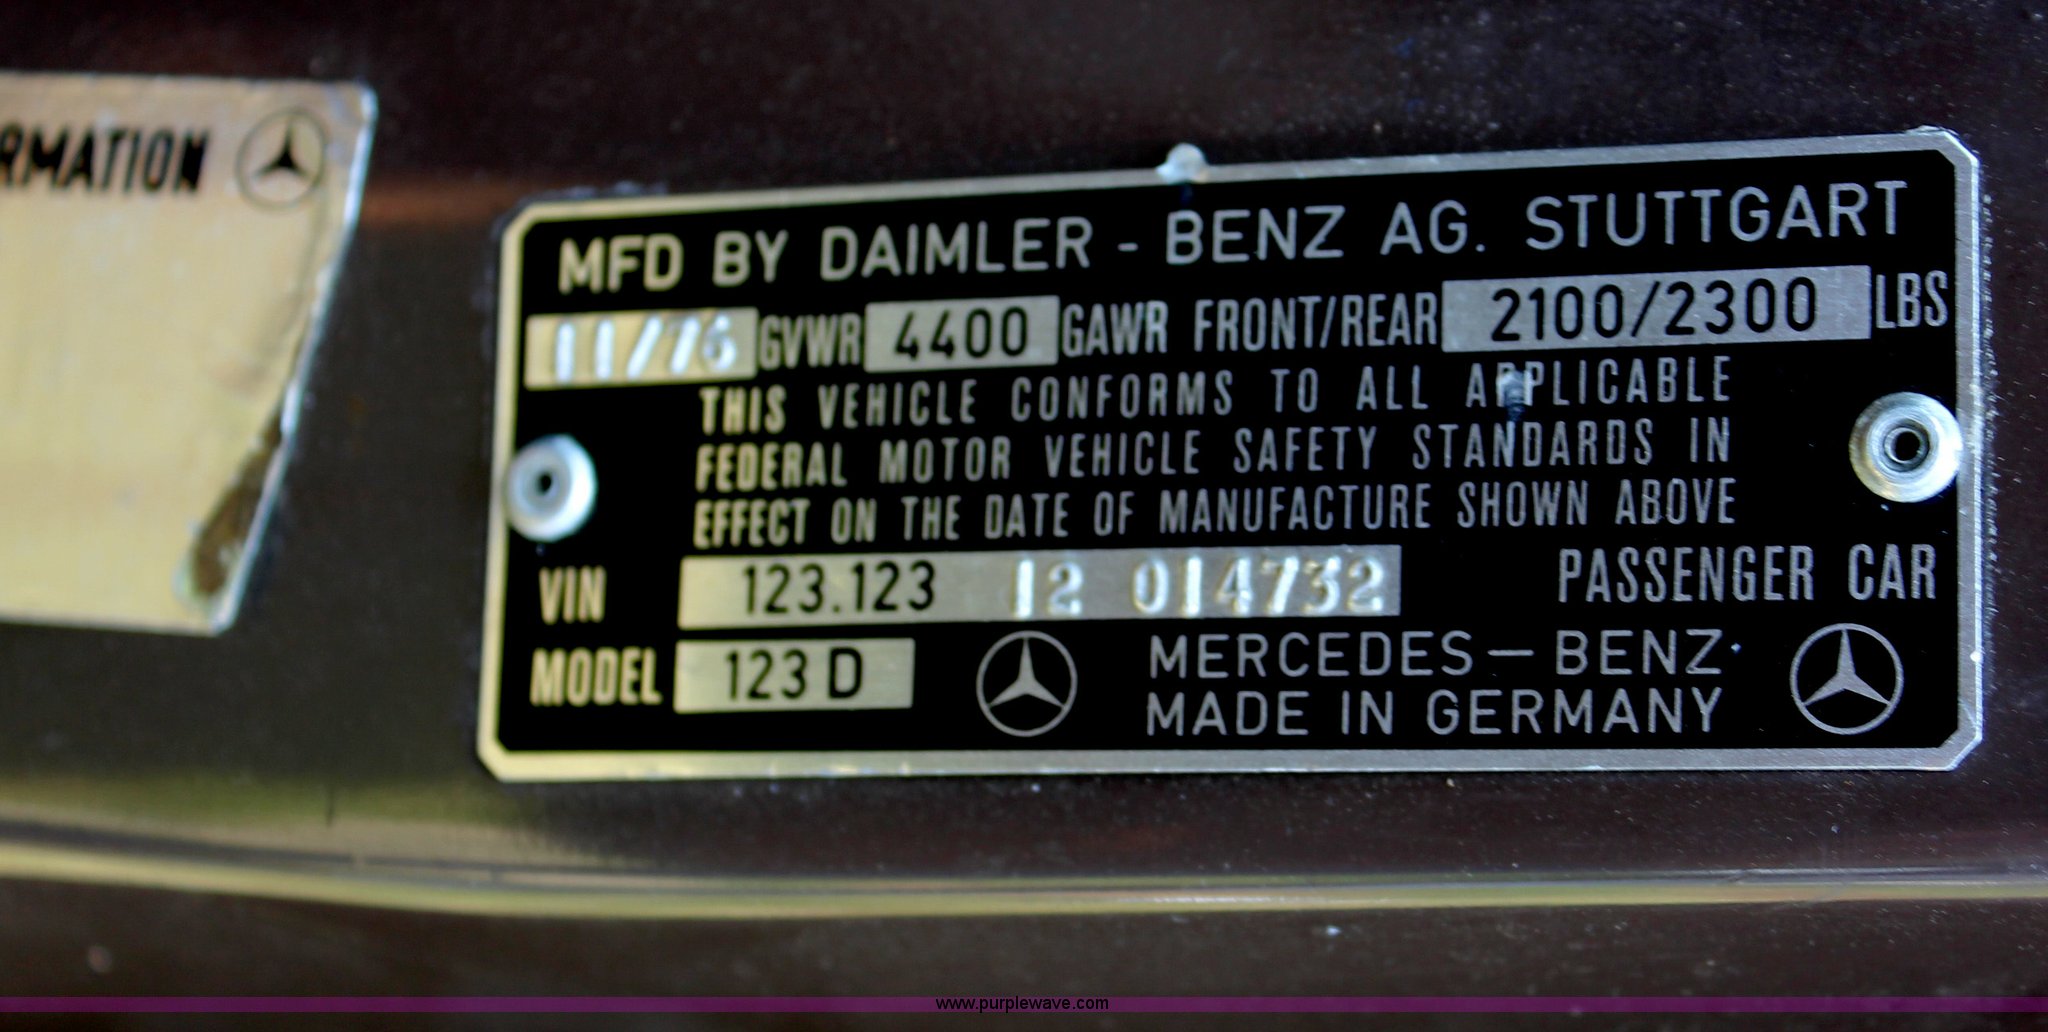 RMATION
MFD BY DAIMLER - BENZ AG. STUTTGART
11/76 GVWR 4400 GAWR FRONT/REAR 2100/2300 LBS
THIS VEHICLE CONFORMS TO ALL APPLICABLE
FEDERAL MOTOR VEHICLE SAFETY STANDARDS IN
EFFECT ON THE DATE OF MANUFACTURE SHOWN ABOVE
VIN 123.123 12 014732 PASSENGER CAR
MODEL 123 D MERCEDES - BENZ
MADE IN GERMANY
www.purplewave.com